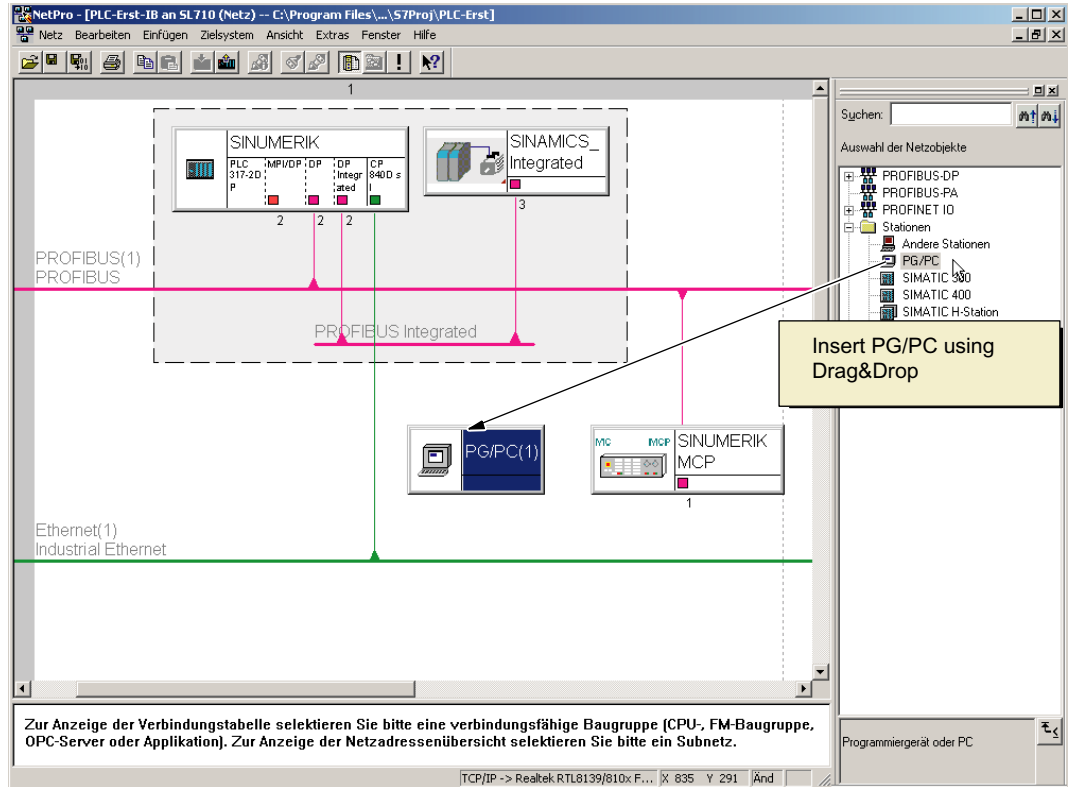 NetPro - [PLC-Erst-IB an SL710 (Netz) -- C:\Program Files\...\S7Proj\PLC-Erst]
Netz Bearbeiten Einfügen Zielsystem Ansicht Extras Fenster Hilfe
1
SINUMERIK
PLC 317-2D P
MPI/DP
DP
DP Integr ated
CP 840D s l
2 2 2
SINAMICS_
Integrated
3
PROFIBUS(1)
PROFIBUS
PROFIBUS Integrated
PG/PC(1)
MC MCP
SINUMERIK
MCP
1
Ethernet(1)
Industrial Ethernet
Suchen:
Auswahl der Netzobjekte
PROFIBUS-DP
PROFIBUS-PA
PROFINET IO
Stationen
Andere Stationen
PG/PC
SIMATIC 300
SIMATIC 400
SIMATIC H-Station
Insert PG/PC using
Drag&Drop
Programmiergerät oder PC
Zur Anzeige der Verbindungstabelle selektieren Sie bitte eine verbindungsfähige Baugruppe (CPU-, FM-Baugruppe,
OPC-Server oder Applikation). Zur Anzeige der Netzadressenübersicht selektieren Sie bitte ein Subnetz.
TCP/IP -> Realtek RTL8139/810x F... X 835 Y 291 Änd